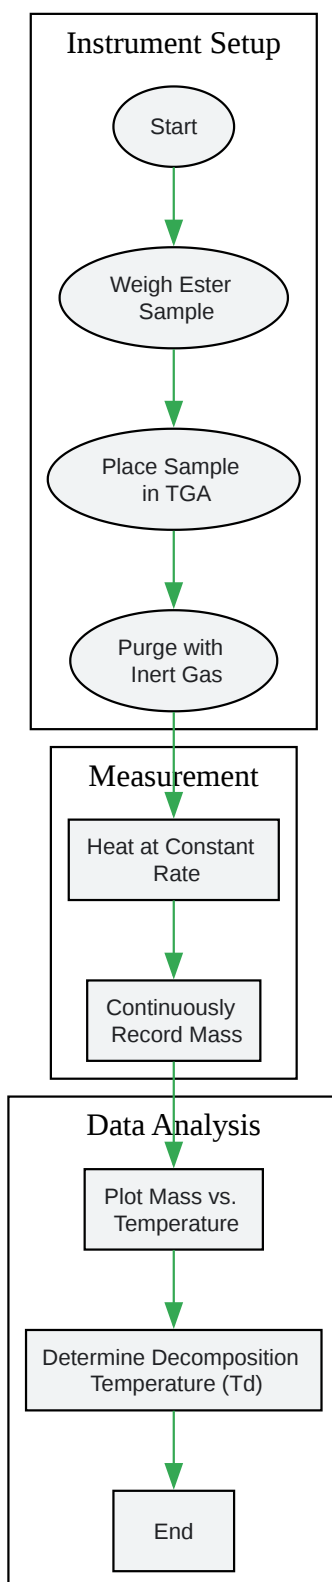 Instrument Setup
Start
Weigh Ester
Sample
Place Sample
in TGA
Purge with
Inert Gas
Measurement
Heat at Constant
Rate
Continuously
Record Mass
Data Analysis
Plot Mass vs.
Temperature
Determine Decomposition
Temperature (Td)
End